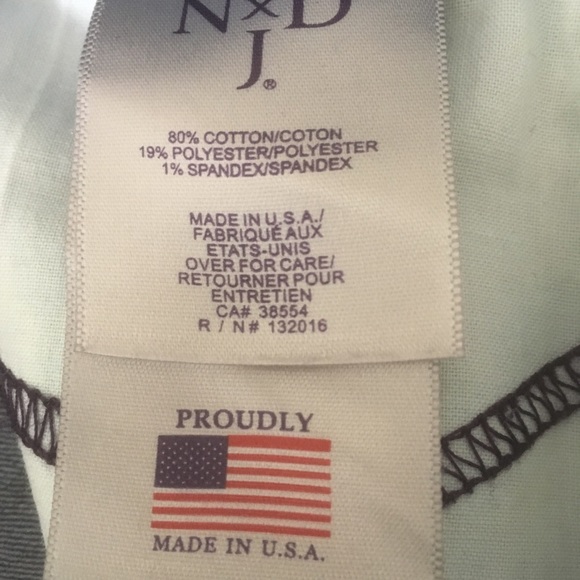 NYD
J®
80% COTTON/COTON
19% POLYESTER/POLYESTER
1% SPANDEX/SPANDEX
MADE IN U.S.A./
FABRIQUÉ AUX
ETATS-UNIS
OVER FOR CARE/
RETOURNER POUR
ENTRETIEN
CA# 38554
R / N # 132016
PROUDLY
MADE IN U.S.A.